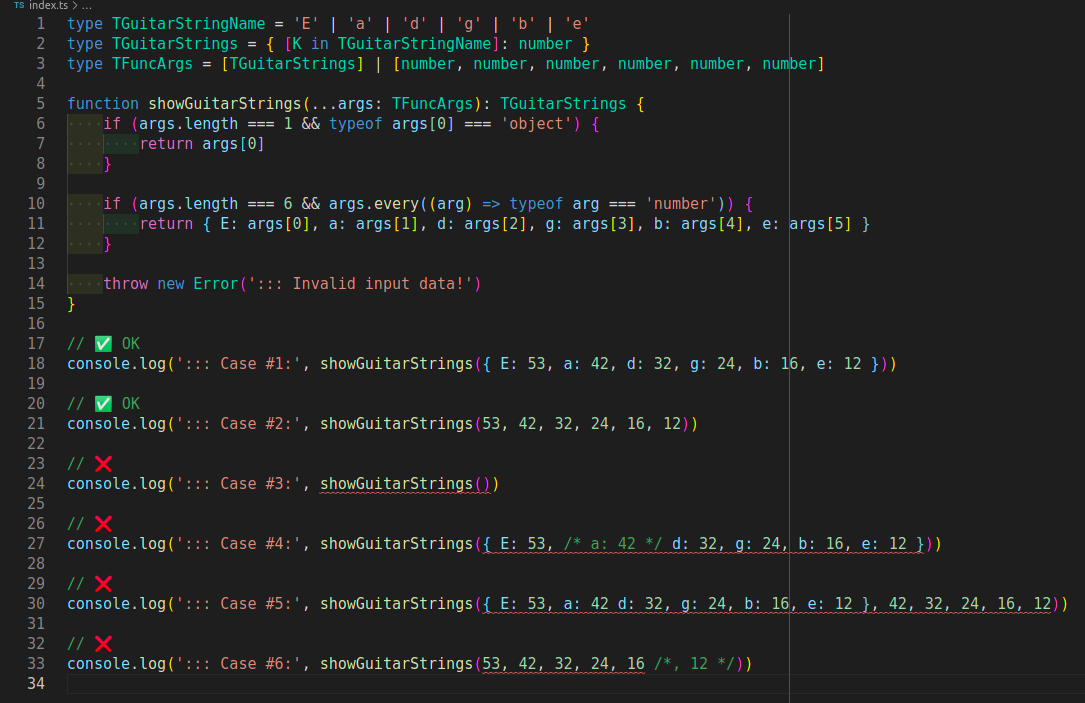 TS index.ts > ...
1 type TGuitarStringName = 'E' | 'a' | 'd' | 'g' | 'b' | 'e'
2 type TGuitarStrings = { [K in TGuitarStringName]: number }
3 type TFuncArgs = [TGuitarStrings] | [number, number, number, number, number, number]
4
5 function showGuitarStrings(...args: TFuncArgs): TGuitarStrings {
6     if (args.length === 1 && typeof args[0] === 'object') {
7         return args[0]
8     }
9
10     if (args.length === 6 && args.every((arg) => typeof arg === 'number')) {
11         return { E: args[0], a: args[1], d: args[2], g: args[3], b: args[4], e: args[5] }
12     }
13
14     throw new Error('::: Invalid input data!')
15 }
16
17 // ✅ OK
18 console.log('::: Case #1:', showGuitarStrings({ E: 53, a: 42, d: 32, g: 24, b: 16, e: 12 }))
19
20 // ✅ OK
21 console.log('::: Case #2:', showGuitarStrings(53, 42, 32, 24, 16, 12))
22
23 // ❌
24 console.log('::: Case #3:', showGuitarStrings())
25
26 // ❌
27 console.log('::: Case #4:', showGuitarStrings({ E: 53, /* a: 42 */ d: 32, g: 24, b: 16, e: 12 }))
28
29 // ❌
30 console.log('::: Case #5:', showGuitarStrings({ E: 53, a: 42 d: 32, g: 24, b: 16, e: 12 }, 42, 32, 24, 16, 12))
31
32 // ❌
33 console.log('::: Case #6:', showGuitarStrings(53, 42, 32, 24, 16 /*, 12 */))
34